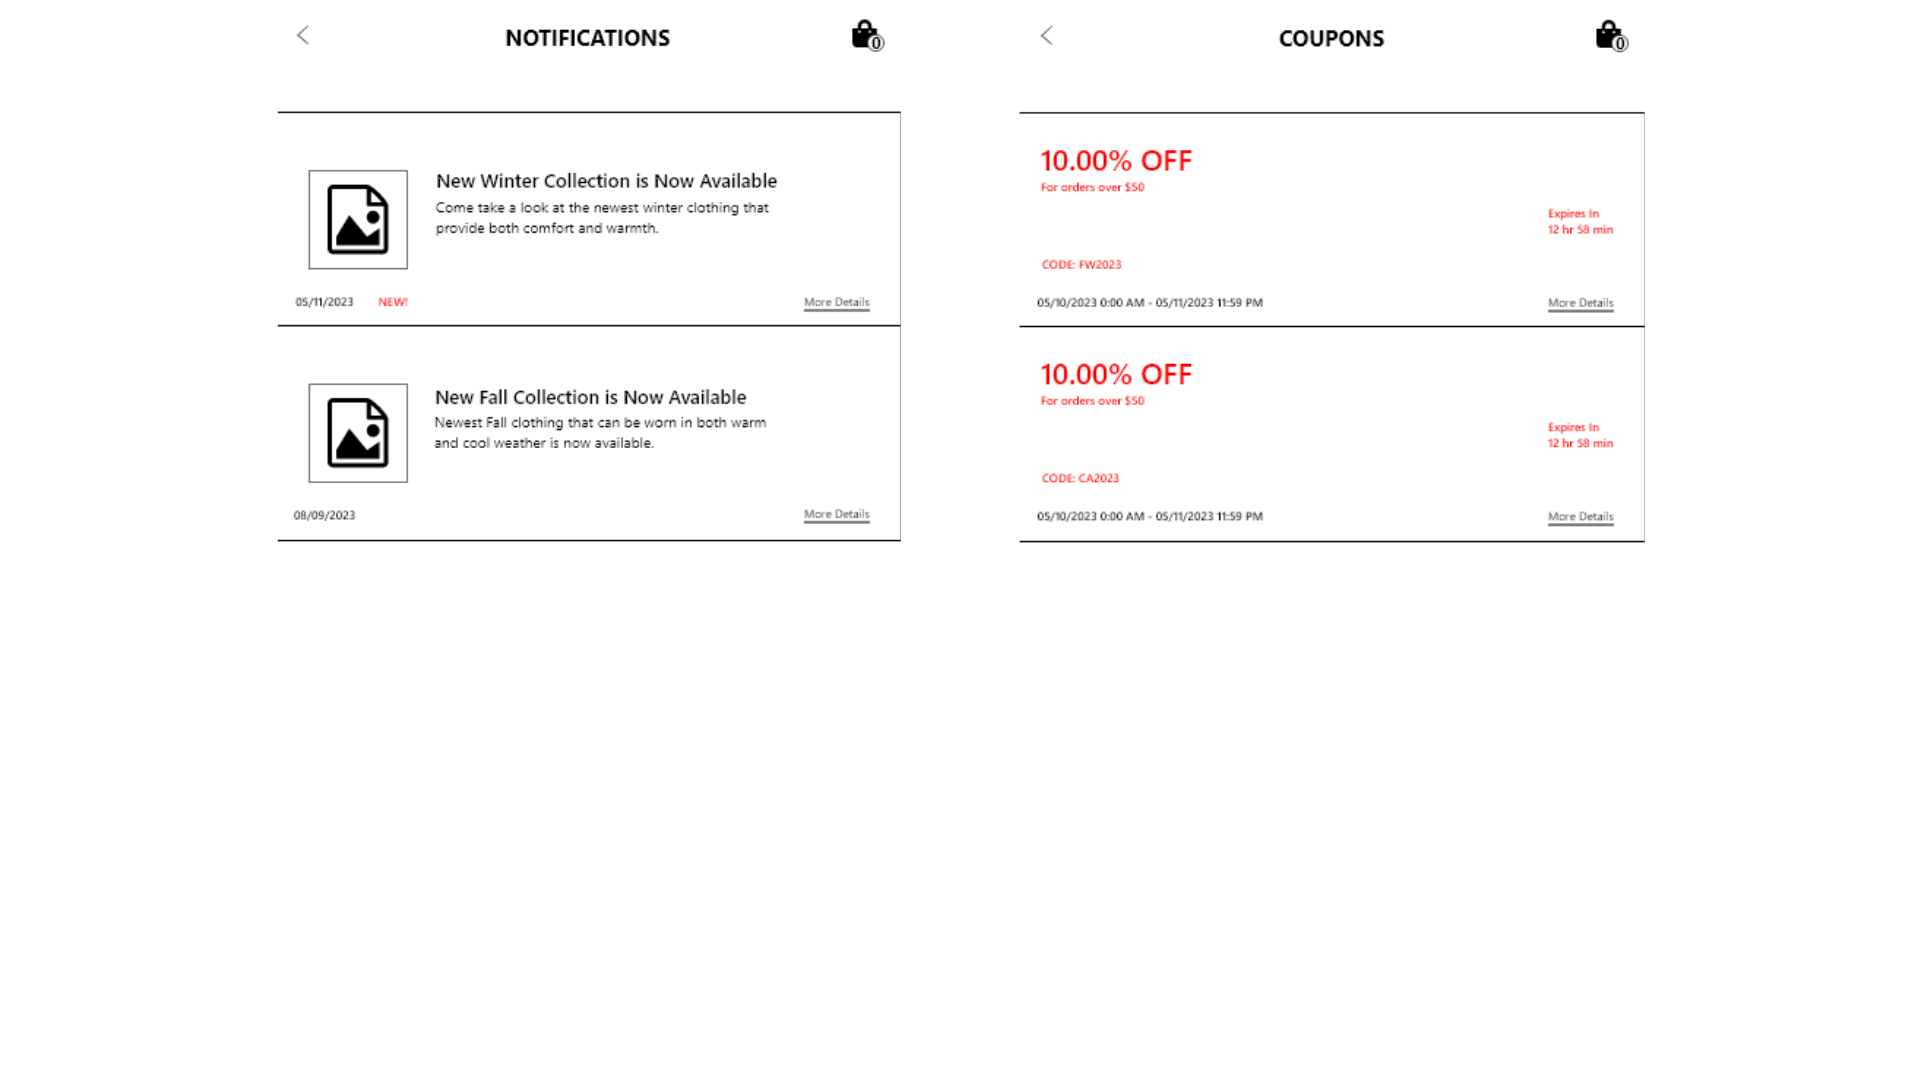 NOTIFICATIONS
0
New Winter Collection is Now Available
Come take a look at the newest winter clothing that
provide both comfort and warmth.
05/11/2023 NEW!
More Details
New Fall Collection is Now Available
Newest Fall clothing that can be worn in both warm
and cool weather is now available.
08/09/2023
More Details
COUPONS
0
10.00% OFF
For orders over $50
Expires In
12 hr 58 min
CODE: FW2023
05/10/2023 0:00 AM - 05/11/2023 11:59 PM
More Details
10.00% OFF
For orders over $50
Expires In
12 hr 58 min
CODE: CA2023
05/10/2023 0:00 AM - 05/11/2023 11:59 PM
More Details